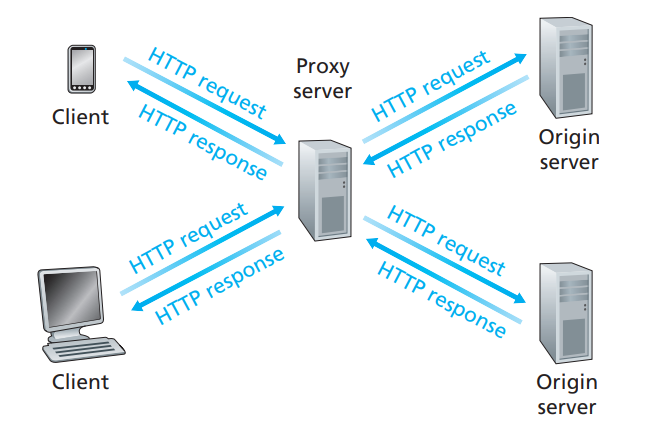 HTTP request
HTTP response
Client
Proxy
server
HTTP request
HTTP response
Origin
server
HTTP request
HTTP response
Client
HTTP request
HTTP response
Origin
server